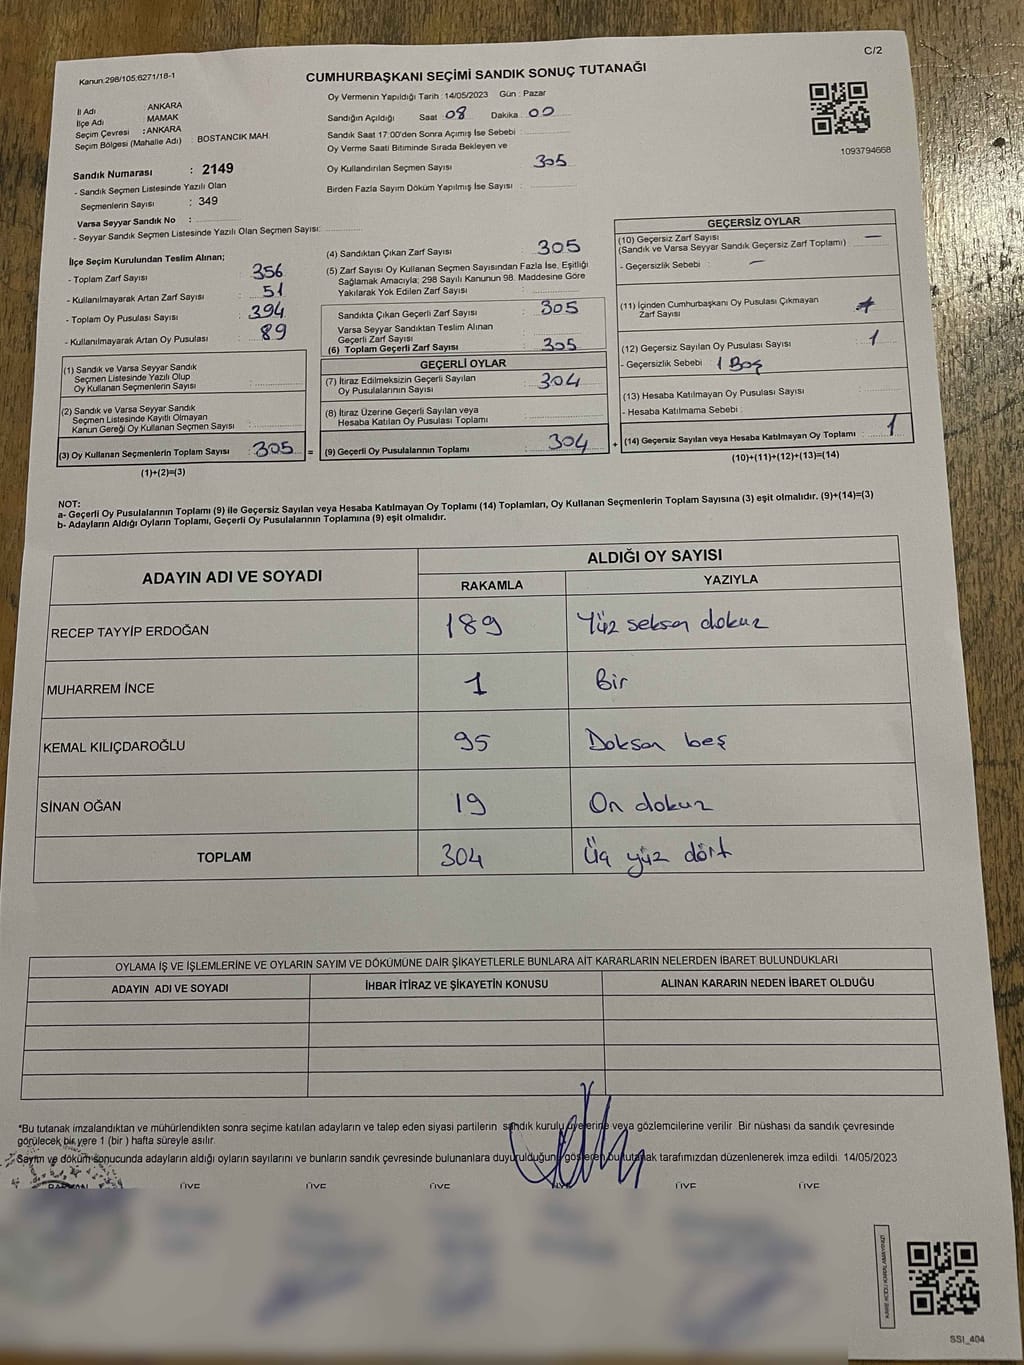 C/2
Kanun:298/105:6271/18-1
CUMHURBAŞKANI SEÇİMİ SANDIK SONUÇ TUTANAĞI
İl Adı : ANKARA
İlçe Adı : MAMAK
Seçim Çevresi : ANKARA
Seçim Bölgesi (Mahalle Adı) : BOSTANCIK MAH.
Sandık Numarası : 2149
- Sandık Seçmen Listesinde Yazılı Olan
Seçmenlerin Sayısı : 349
Varsa Seyyar Sandık No :
- Seyyar Sandık Seçmen Listesinde Yazılı Olan Seçmen Sayısı:
Oy Vermenin Yapıldığı Tarih : 14/05/2023 Gün : Pazar
Sandığın Açıldığı Saat 08 Dakika 00
Sandık Saat 17:00'den Sonra Açımış İse Sebebi :
Oy Verme Saati Bitiminde Sırada Bekleyen ve
Oy Kullandırılan Seçmen Sayısı 305
Birden Fazla Sayım Döküm Yapılmış İse Sayısı :
1093794668
İlçe Seçim Kurulundan Teslim Alınan;
- Toplam Zarf Sayısı : 356
- Kullanılmayarak Artan Zarf Sayısı : 51
- Toplam Oy Pusulası Sayısı : 394
- Kullanılmayarak Artan Oy Pusulası : 89
(1) Sandık ve Varsa Seyyar Sandık
Seçmen Listesinde Yazılı Olup
Oy Kullanan Seçmenlerin Sayısı :
(2) Sandık ve Varsa Seyyar Sandık
Seçmen Listesinde Kayıtlı Olmayan
Kanun Gereği Oy Kullanan Seçmen Sayısı :
(3) Oy Kullanan Seçmenlerin Toplam Sayısı : 305 =
(1)+(2)=(3)
(4) Sandıktan Çıkan Zarf Sayısı 305
(5) Zarf Sayısı Oy Kullanan Seçmen Sayısından Fazla İse, Eşitliği
Sağlamak Amacıyla; 298 Sayılı Kanunun 98. Maddesine Göre
Yakılarak Yok Edilen Zarf Sayısı :
Sandıkta Çıkan Geçerli Zarf Sayısı : 305
Varsa Seyyar Sandıktan Teslim Alınan
Geçerli Zarf Sayısı
(6) Toplam Geçerli Zarf Sayısı : 305
GEÇERLİ OYLAR
(7) İtiraz Edilmeksizin Geçerli Sayılan
Oy Pusulalarının Sayısı : 304
(8) İtiraz Üzerine Geçerli Sayılan veya
Hesaba Katılan Oy Pusulası Toplamı :
(9) Geçerli Oy Pusulalarının Toplamı : 304 +
GEÇERSİZ OYLAR
(10) Geçersiz Zarf Sayısı —
(Sandık ve Varsa Seyyar Sandık Geçersiz Zarf Toplamı)
- Geçersizlik Sebebi : —
(11) İçinden Cumhurbaşkanı Oy Pusulası Çıkmayan
Zarf Sayısı
(12) Geçersiz Sayılan Oy Pusulası Sayısı : 1
- Geçersizlik Sebebi : 1 Boş
(13) Hesaba Katılmayan Oy Pusulası Sayısı
- Hesaba Katılmama Sebebi :
(14) Geçersiz Sayılan veya Hesaba Katılmayan Oy Toplamı : 1
(10)+(11)+(12)+(13)=(14)
NOT:
a- Geçerli Oy Pusulalarının Toplamı (9) ile Geçersiz Sayılan veya Hesaba Katılmayan Oy Toplamı (14) Toplamları, Oy Kullanan Seçmenlerin Toplam Sayısına (3) eşit olmalıdır. (9)+(14)=(3)
b- Adayların Aldığı Oyların Toplamı, Geçerli Oy Pusulalarının Toplamına (9) eşit olmalıdır.
ADAYIN ADI VE SOYADI ALDIĞI OY SAYISI
RAKAMLA YAZIYLA
RECEP TAYYİP ERDOĞAN 189 Yüz seksen dokuz
MUHARREM İNCE 1 Bir
KEMAL KILIÇDAROĞLU 95 Doksan beş
SİNAN OĞAN 19 On dokuz
TOPLAM 304 Üç yüz dört
OYLAMA İŞ VE İŞLEMLERİNE VE OYLARIN SAYIM VE DÖKÜMÜNE DAİR ŞİKAYETLERLE BUNLARA AİT KARARLARIN NELERDEN İBARET BULUNDUKLARI
ADAYIN ADI VE SOYADI İHBAR İTİRAZ VE ŞİKAYETİN KONUSU ALINAN KARARIN NEDEN İBARET OLDUĞU
*Bu tutanak imzalandıktan ve mühürlendikten sonra seçime katılan adayların ve talep eden siyasi partilerin sandık kurulu üyelerine veya gözlemcilerine verilir. Bir nüshası da sandık çevresinde
görülecek bir yere 1 (bir) hafta süreyle asılır.
Sayım ve döküm sonucunda adayların aldığı oyların sayılarını ve bunların sandık çevresinde bulunanlara duyurulduğunu gösteren bu tutanak tarafımızdan düzenlenerek imza edildi. 14/05/2023
BAŞKAN ÜYE ÜYE ÜYE ÜYE ÜYE ÜYE
SSI_404